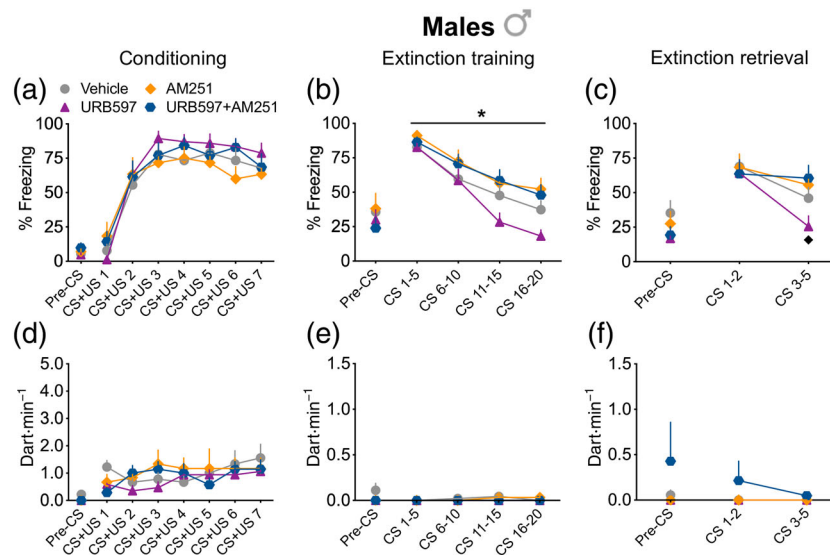 Males ♂
Conditioning
Extinction training
Extinction retrieval
(a)
Vehicle
AM251
URB597
URB597+AM251
% Freezing
100
75
50
25
0
Pre-CS
CS+US 1
CS+US 2
CS+US 3
CS+US 4
CS+US 5
CS+US 6
CS+US 7
(b)
*
% Freezing
100
75
50
25
0
Pre-CS
CS 1-5
CS 6-10
CS 11-15
CS 16-20
(c)
% Freezing
100
75
50
25
0
Pre-CS
CS 1-2
CS 3-5
(d)
Dart·min⁻¹
5.0
4.0
3.0
2.0
1.0
0.0
Pre-CS
CS+US 1
CS+US 2
CS+US 3
CS+US 4
CS+US 5
CS+US 6
CS+US 7
(e)
Dart·min⁻¹
1.5
1.0
0.5
0.0
Pre-CS
CS 1-5
CS 6-10
CS 11-15
CS 16-20
(f)
Dart·min⁻¹
1.5
1.0
0.5
0.0
Pre-CS
CS 1-2
CS 3-5